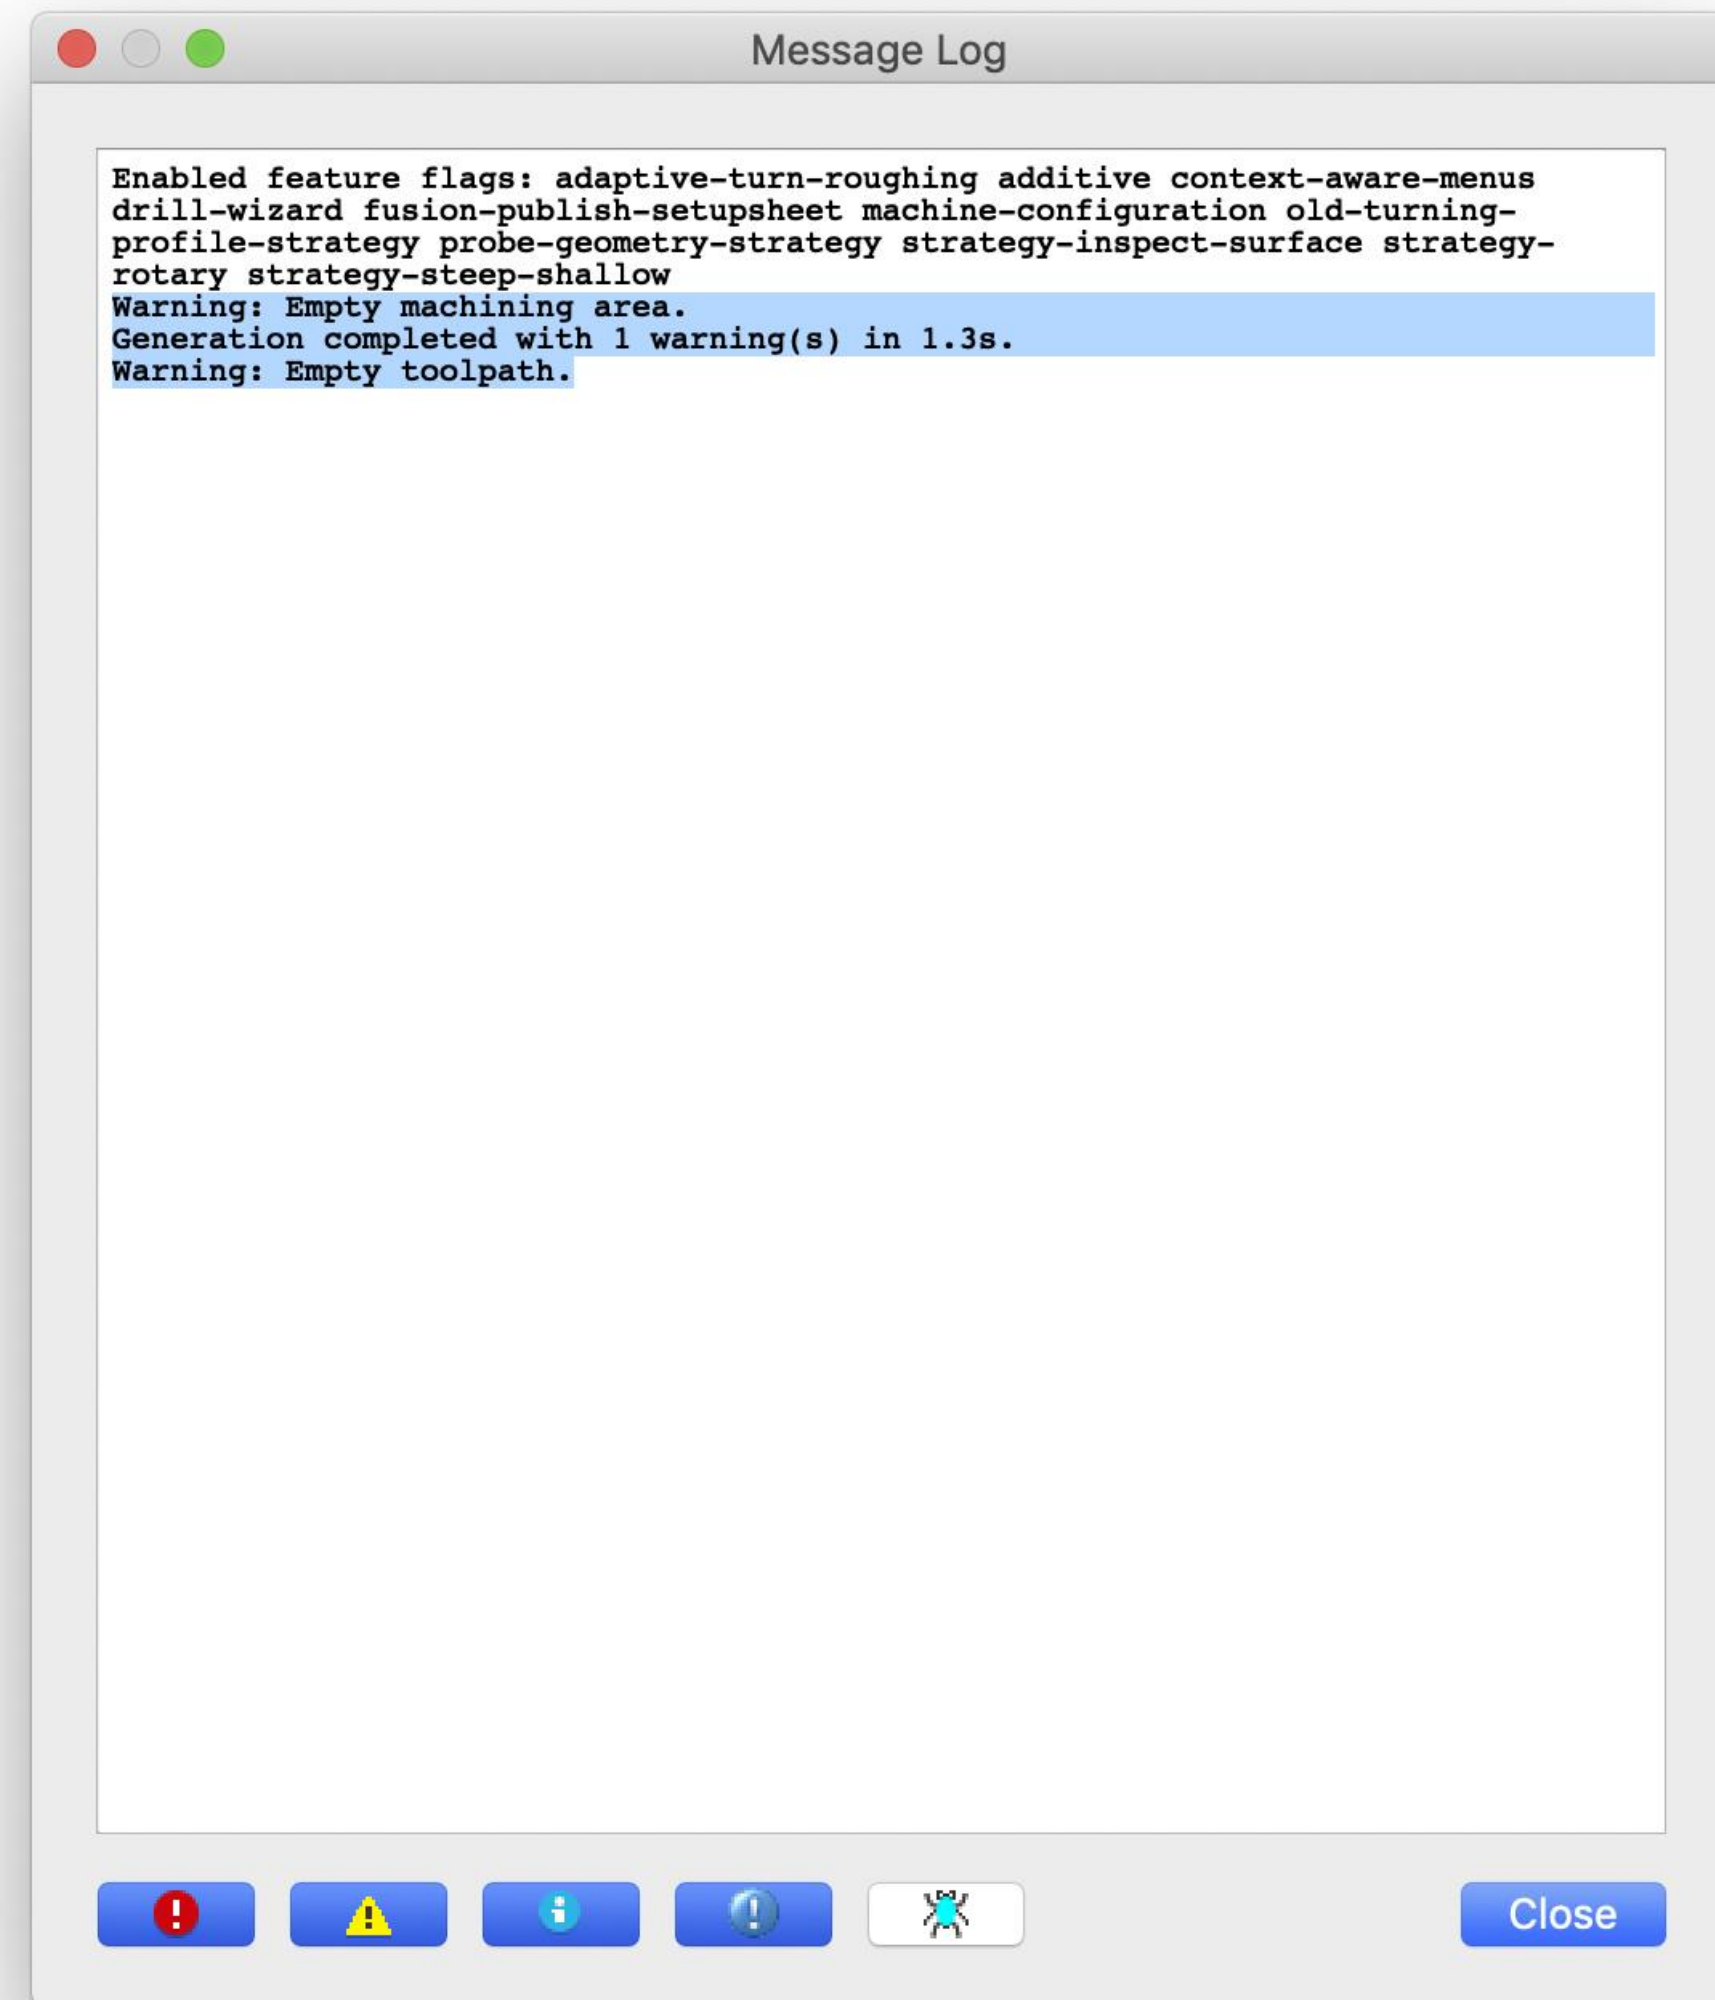 Message Log
Enabled feature flags: adaptive-turn-roughing additive context-aware-menus
drill-wizard fusion-publish-setupsheet machine-configuration old-turning-
profile-strategy probe-geometry-strategy strategy-inspect-surface strategy-
rotary strategy-steep-shallow
Warning: Empty machining area.
Generation completed with 1 warning(s) in 1.3s.
Warning: Empty toolpath.
Close